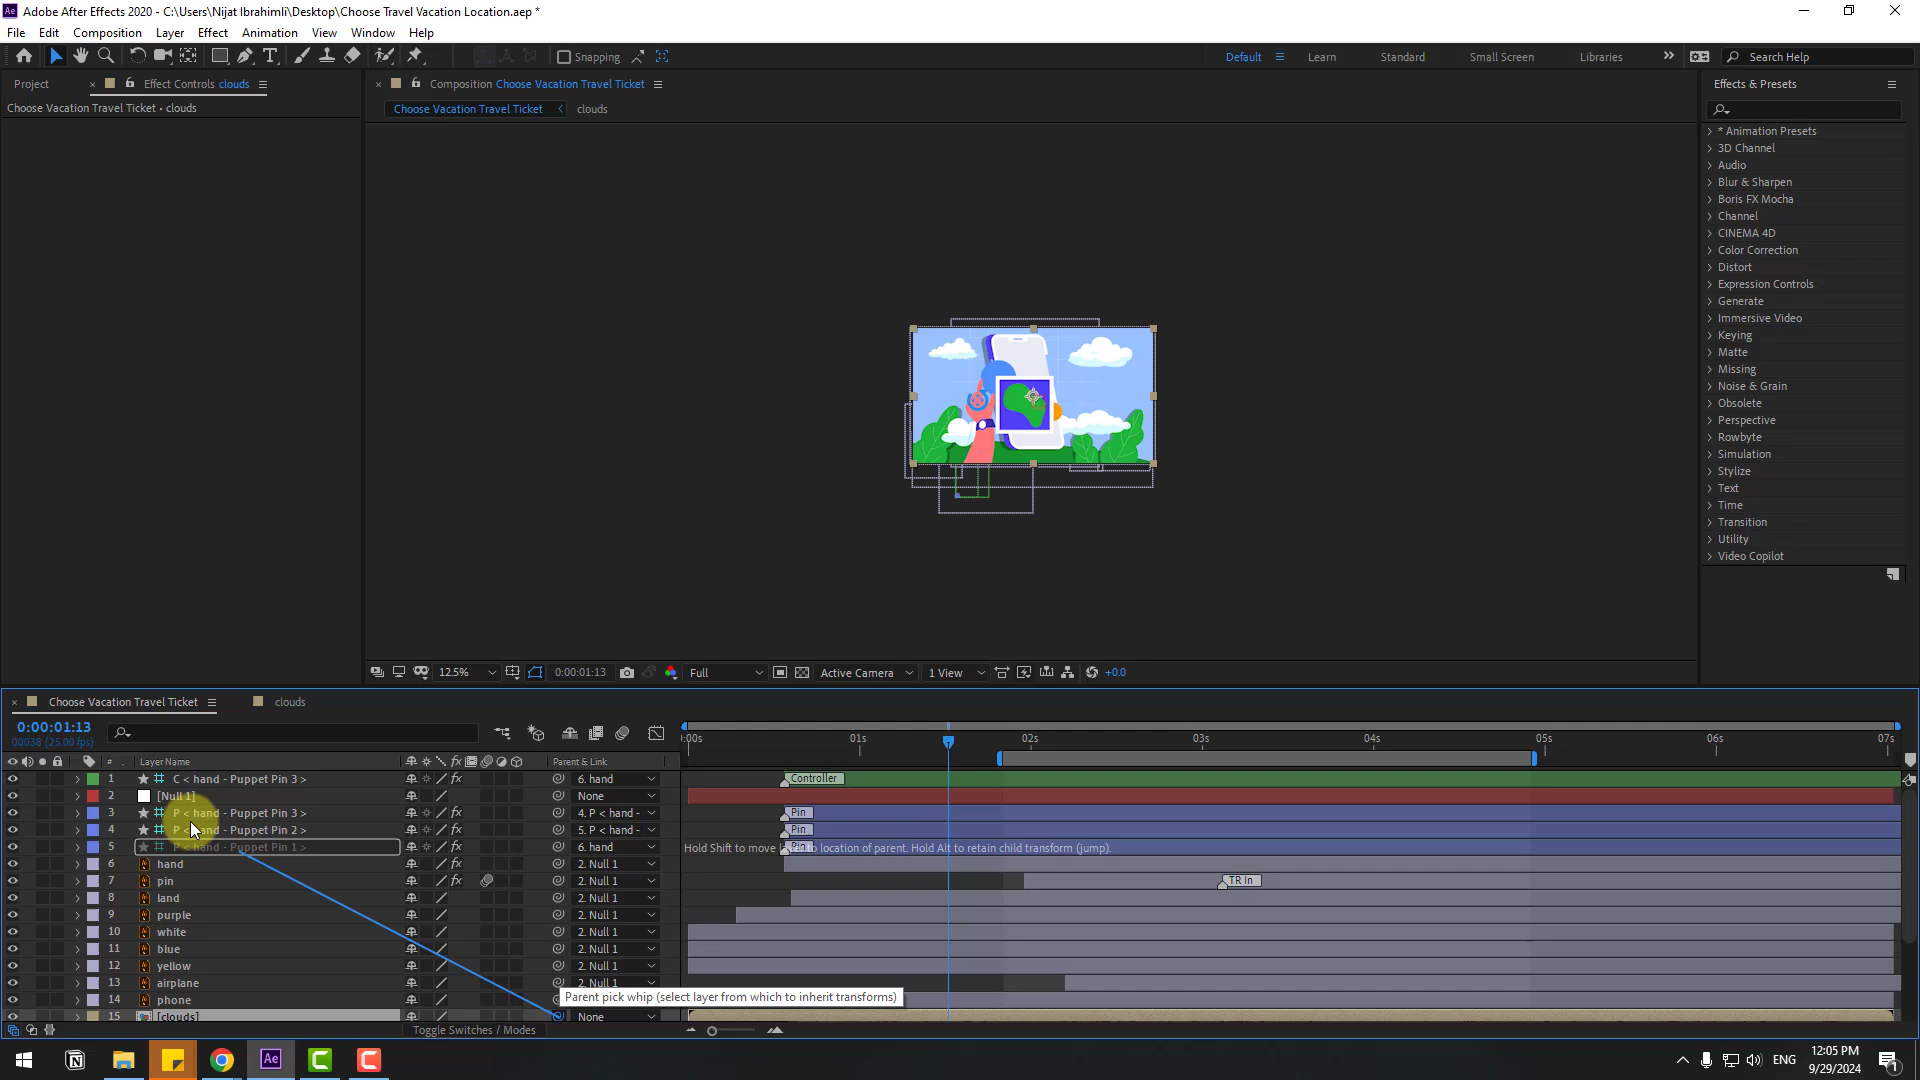 Adobe After Effects 2020 - C:\Users\Nijat Ibrahimli\Desktop\Choose Travel Vacation Location.aep *
File Edit Composition Layer Effect Animation View Window Help
Snapping
Default Learn Standard Small Screen Libraries Search Help
Project Effect Controls clouds
Composition Choose Vacation Travel Ticket
Effects & Presets
Choose Vacation Travel Ticket • clouds
Choose Vacation Travel Ticket clouds
* Animation Presets
3D Channel
Audio
Blur & Sharpen
Boris FX Mocha
Channel
CINEMA 4D
Color Correction
Distort
Expression Controls
Generate
Immersive Video
Keying
Matte
Missing
Noise & Grain
Obsolete
Perspective
Rowbyte
Simulation
Stylize
Text
Time
Transition
Utility
Video Copilot
12.5% 0:00:01:13 Full Active Camera 1 View +0.0
Choose Vacation Travel Ticket clouds
0:00:01:13
00038 (25.00 fps)
:00s 01s 02s 03s 04s 05s 06s 07s
# Layer Name fx Parent & Link
1 C < hand - Puppet Pin 3 > fx 6. hand Controller
2 [Null 1] None
3 P < hand - Puppet Pin 3 > fx 4. P < hand - Pin
4 P < hand - Puppet Pin 2 > fx 5. P < hand - Pin
5 P < hand - Puppet Pin 1 > fx 6. hand Pin
Hold Shift to move to location of parent. Hold Alt to retain child transform (jump).
6 hand fx 2. Null 1
7 pin fx 2. Null 1 TR In
8 land 2. Null 1
9 purple 2. Null 1
10 white 2. Null 1
11 blue 2. Null 1
12 yellow 2. Null 1
13 airplane 2. Null 1
14 phone
Parent pick whip (select layer from which to inherit transforms)
15 [clouds] None
Toggle Switches / Modes
ENG
12:05 PM
9/29/2024
1